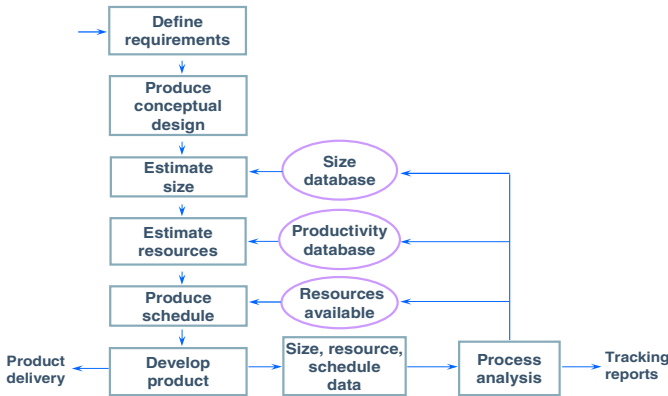 Define
requirements
Produce
conceptual
design
Estimate
size
Size
database
Estimate
resources
Productivity
database
Produce
schedule
Resources
available
Product
delivery
Develop
product
Size, resource,
schedule
data
Process
analysis
Tracking
reports